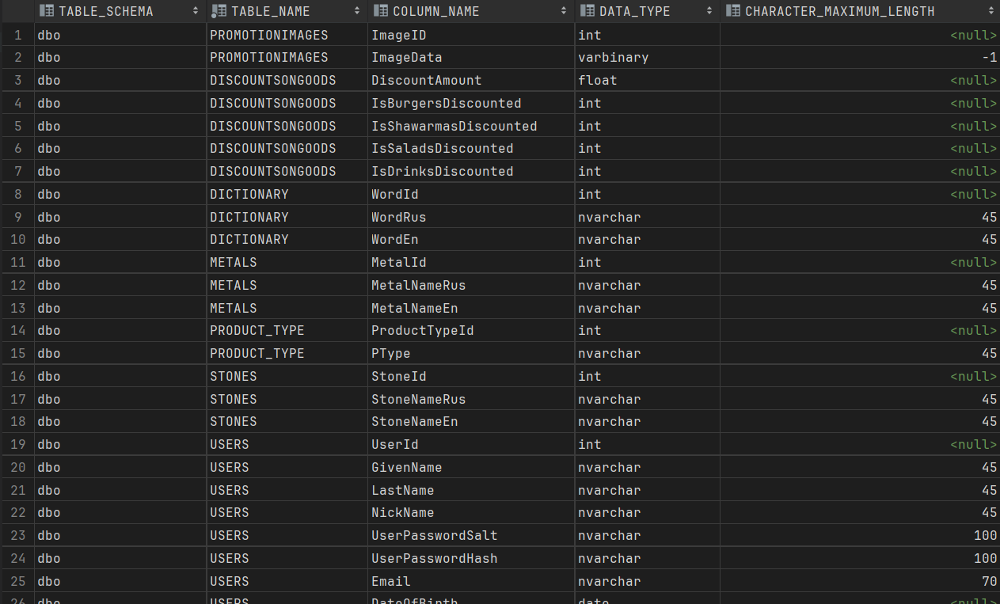 TABLE_SCHEMA TABLE_NAME COLUMN_NAME DATA_TYPE CHARACTER_MAXIMUM_LENGTH
1 dbo PROMOTIONIMAGES ImageID int <null>
2 dbo PROMOTIONIMAGES ImageData varbinary -1
3 dbo DISCOUNTSONGOODS DiscountAmount float <null>
4 dbo DISCOUNTSONGOODS IsBurgersDiscounted int <null>
5 dbo DISCOUNTSONGOODS IsShawarmasDiscounted int <null>
6 dbo DISCOUNTSONGOODS IsSaladsDiscounted int <null>
7 dbo DISCOUNTSONGOODS IsDrinksDiscounted int <null>
8 dbo DICTIONARY WordId int <null>
9 dbo DICTIONARY WordRus nvarchar 45
10 dbo DICTIONARY WordEn nvarchar 45
11 dbo METALS MetalId int <null>
12 dbo METALS MetalNameRus nvarchar 45
13 dbo METALS MetalNameEn nvarchar 45
14 dbo PRODUCT_TYPE ProductTypeId int <null>
15 dbo PRODUCT_TYPE PType nvarchar 45
16 dbo STONES StoneId int <null>
17 dbo STONES StoneNameRus nvarchar 45
18 dbo STONES StoneNameEn nvarchar 45
19 dbo USERS UserId int <null>
20 dbo USERS GivenName nvarchar 45
21 dbo USERS LastName nvarchar 45
22 dbo USERS NickName nvarchar 45
23 dbo USERS UserPasswordSalt nvarchar 100
24 dbo USERS UserPasswordHash nvarchar 100
25 dbo USERS Email nvarchar 70
26 dbo USERS DateOfBirth date <null>